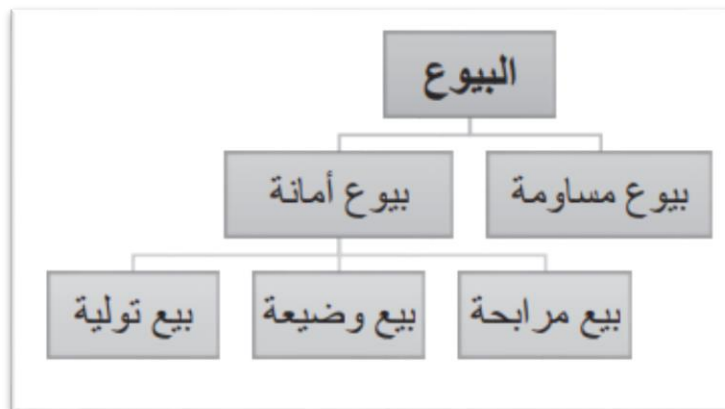 البيوع
بيوع مساومة
بيوع أمانة
بيع مرابحة
بيع وضيعة
بيع تولية